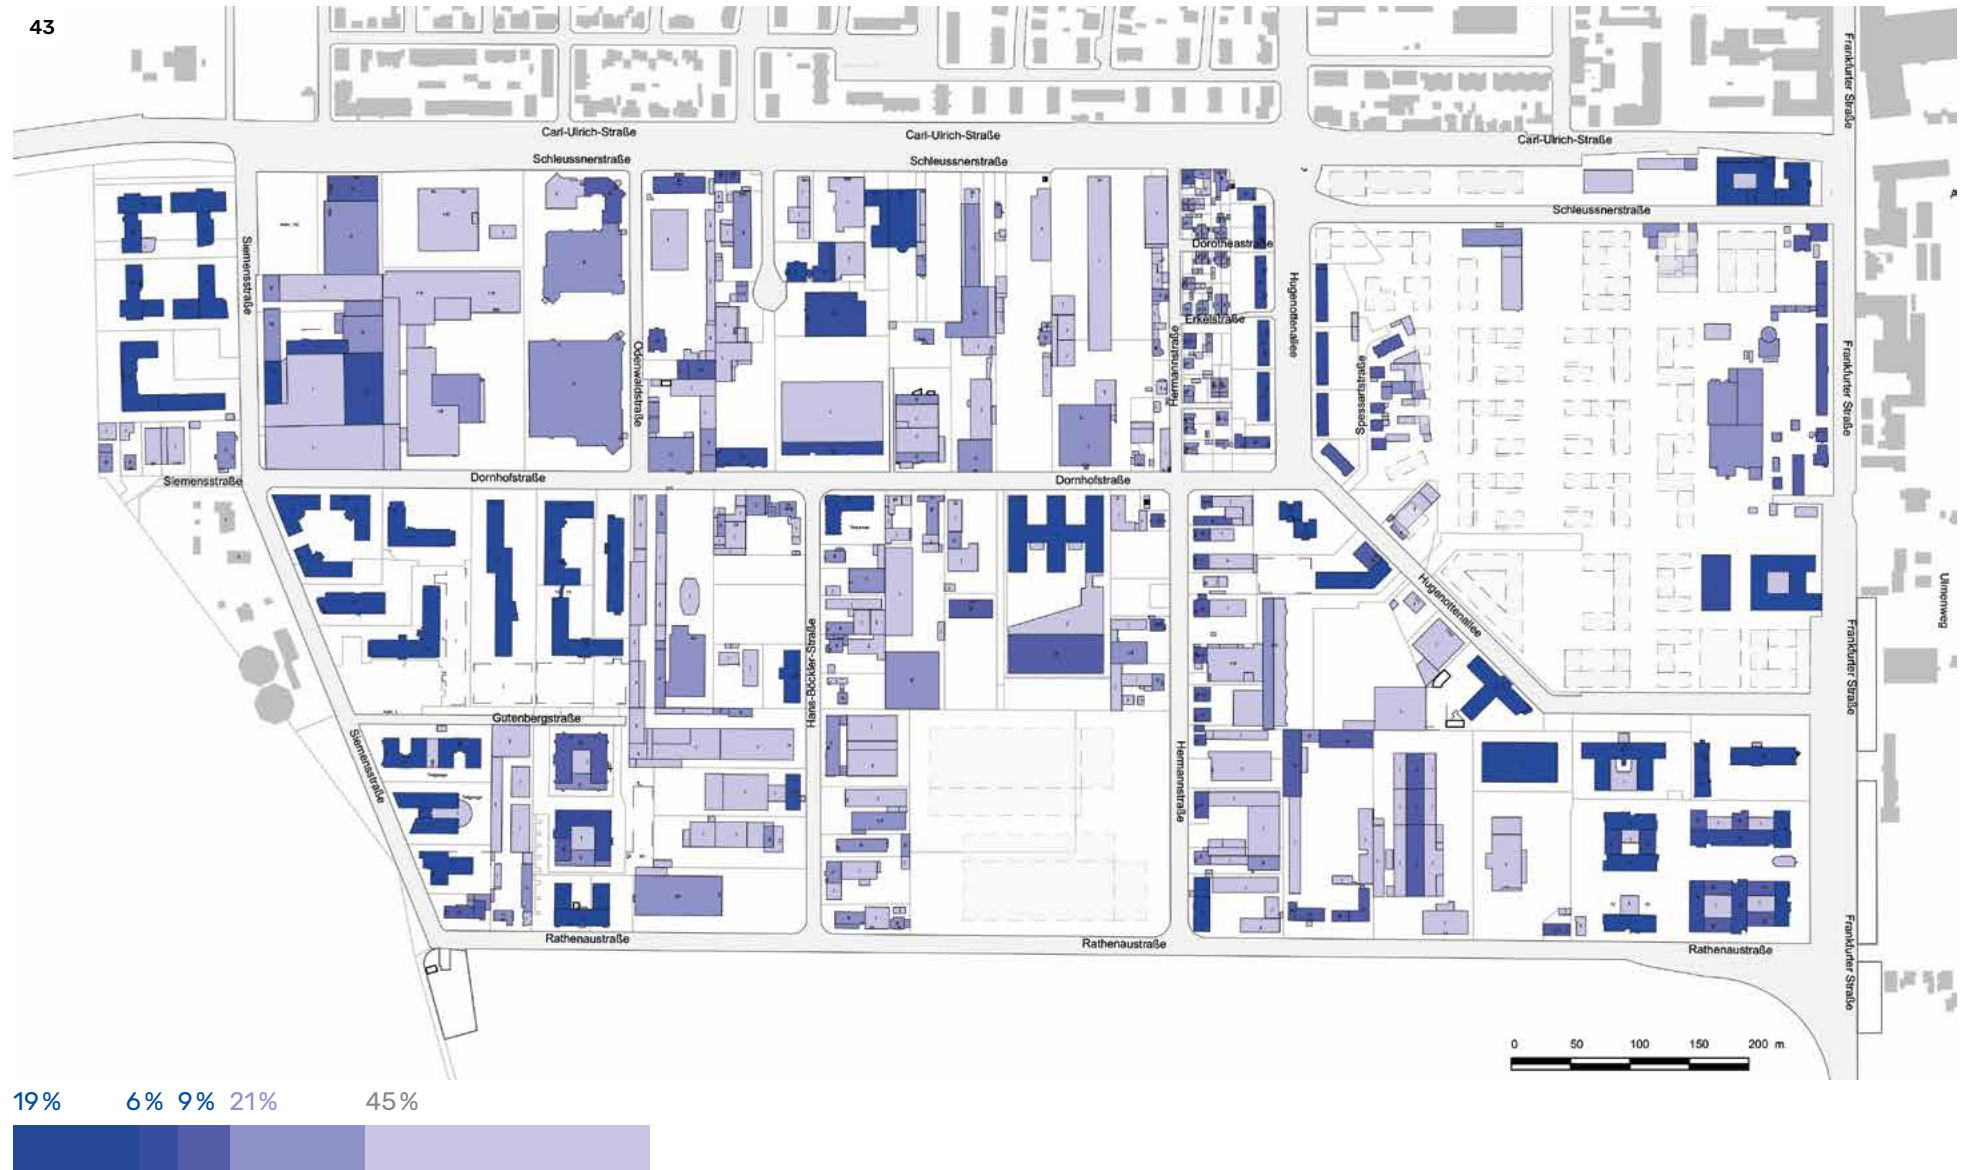 43
Frankfurter Straße
Carl-Ulrich-Straße
Carl-Ulrich-Straße
Carl-Ulrich-Straße
Schleussnerstraße
Schleussnerstraße
Schleussnerstraße
Siemensstraße
Dorotheastraße
Hugenottenallee
Erkelstraße
Odenwaldstraße
Hermannstraße
Spessartstraße
Frankfurter Straße
Siemensstraße
Dornhofstraße
Dornhofstraße
Hugenottenallee
Ulmenweg
Hans-Böckler-Straße
Frankfurter Straße
Gutenbergstraße
Siemensstraße
Hermannstraße
Rathenaustraße
Rathenaustraße
Rathenaustraße
Frankfurter Straße
0 50 100 150 200 m.
19% 6% 9% 21% 45%